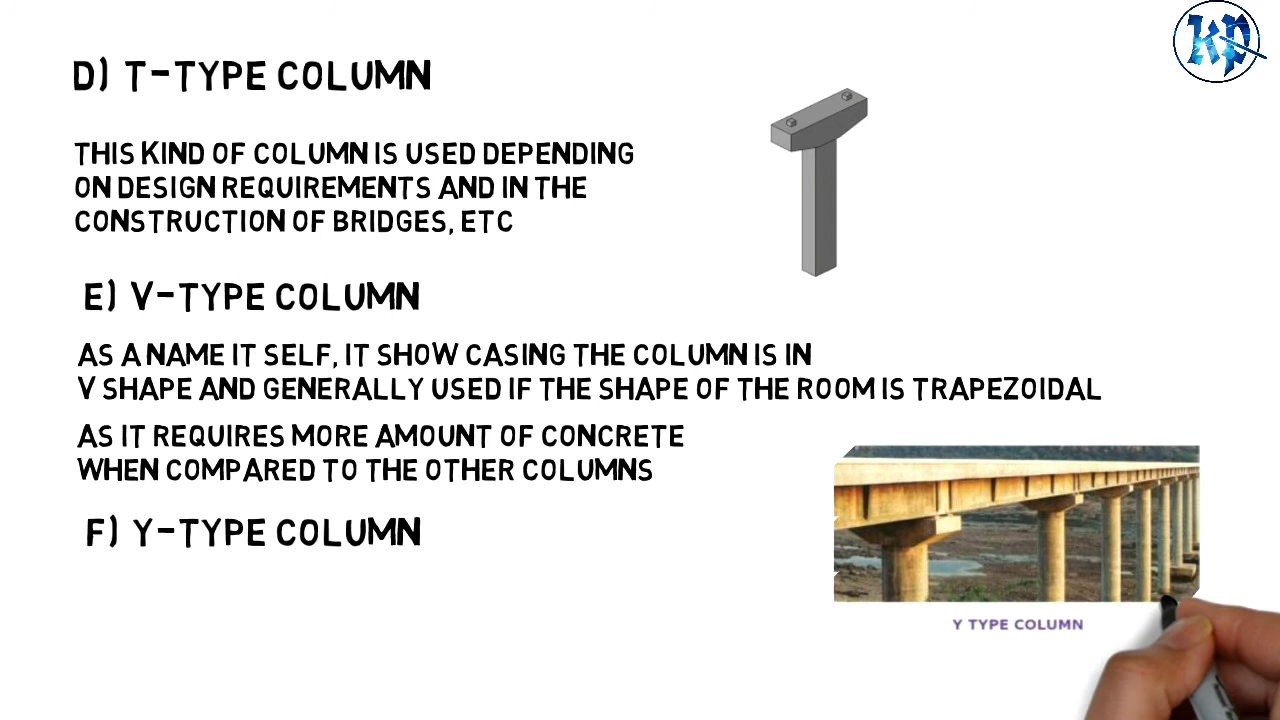 KP
D) T-TYPE COLUMN
THIS KIND OF COLUMN IS USED DEPENDING
ON DESIGN REQUIREMENTS AND IN THE
CONSTRUCTION OF BRIDGES, ETC
E) V-TYPE COLUMN
AS A NAME IT SELF, IT SHOW CASING THE COLUMN IS IN
V SHAPE AND GENERALLY USED IF THE SHAPE OF THE ROOM IS TRAPEZOIDAL
AS IT REQUIRES MORE AMOUNT OF CONCRETE
WHEN COMPARED TO THE OTHER COLUMNS
F) Y-TYPE COLUMN
Y TYPE COLUMN